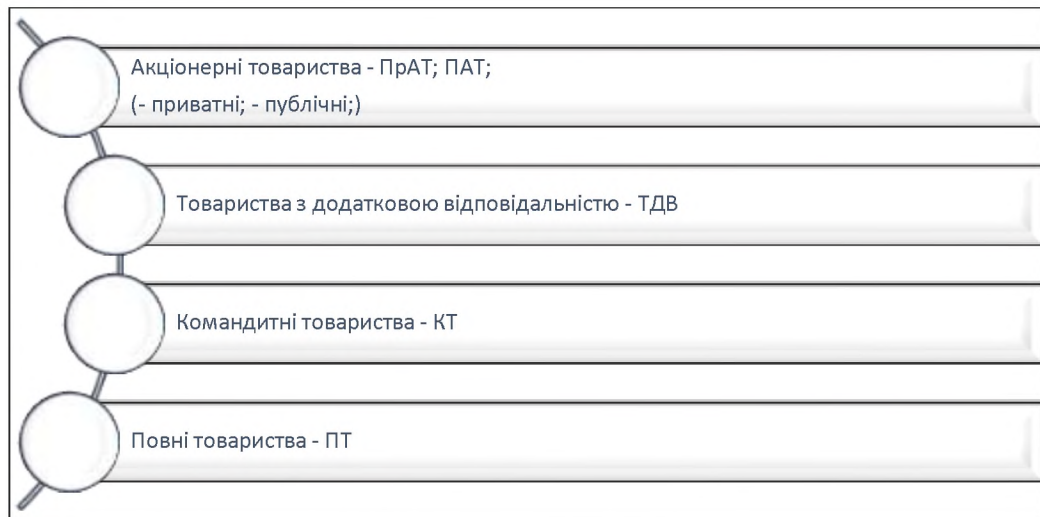 Акціонерні товариства - ПрАТ; ПАТ;
(- приватні; - публічні;)
Товариства з додатковою відповідальністю - ТДВ
Командитні товариства - КТ
Повні товариства - ПТ